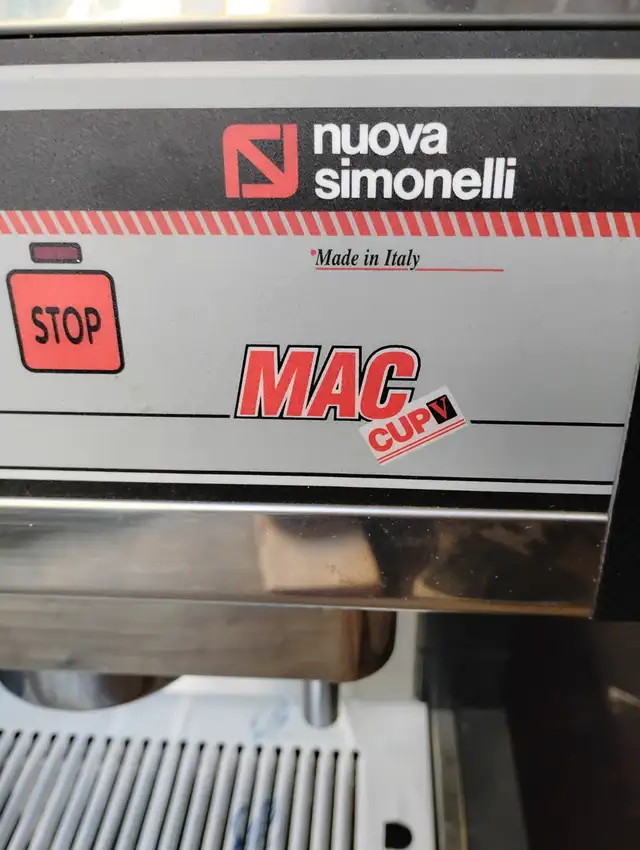 nuova
simonelli
Made in Italy
STOP
MAC
CUP V